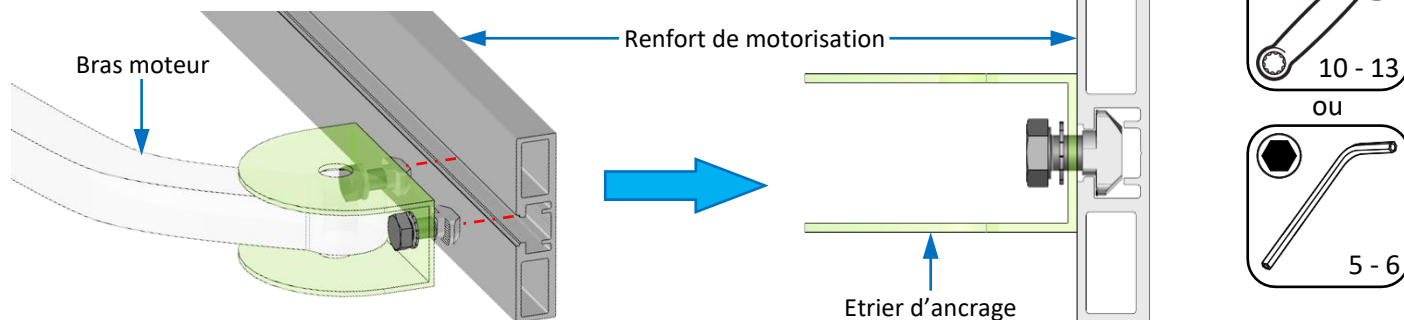 Renfort de motorisation
Bras moteur
10 - 13
ou
5 - 6
Etrier d’ancrage